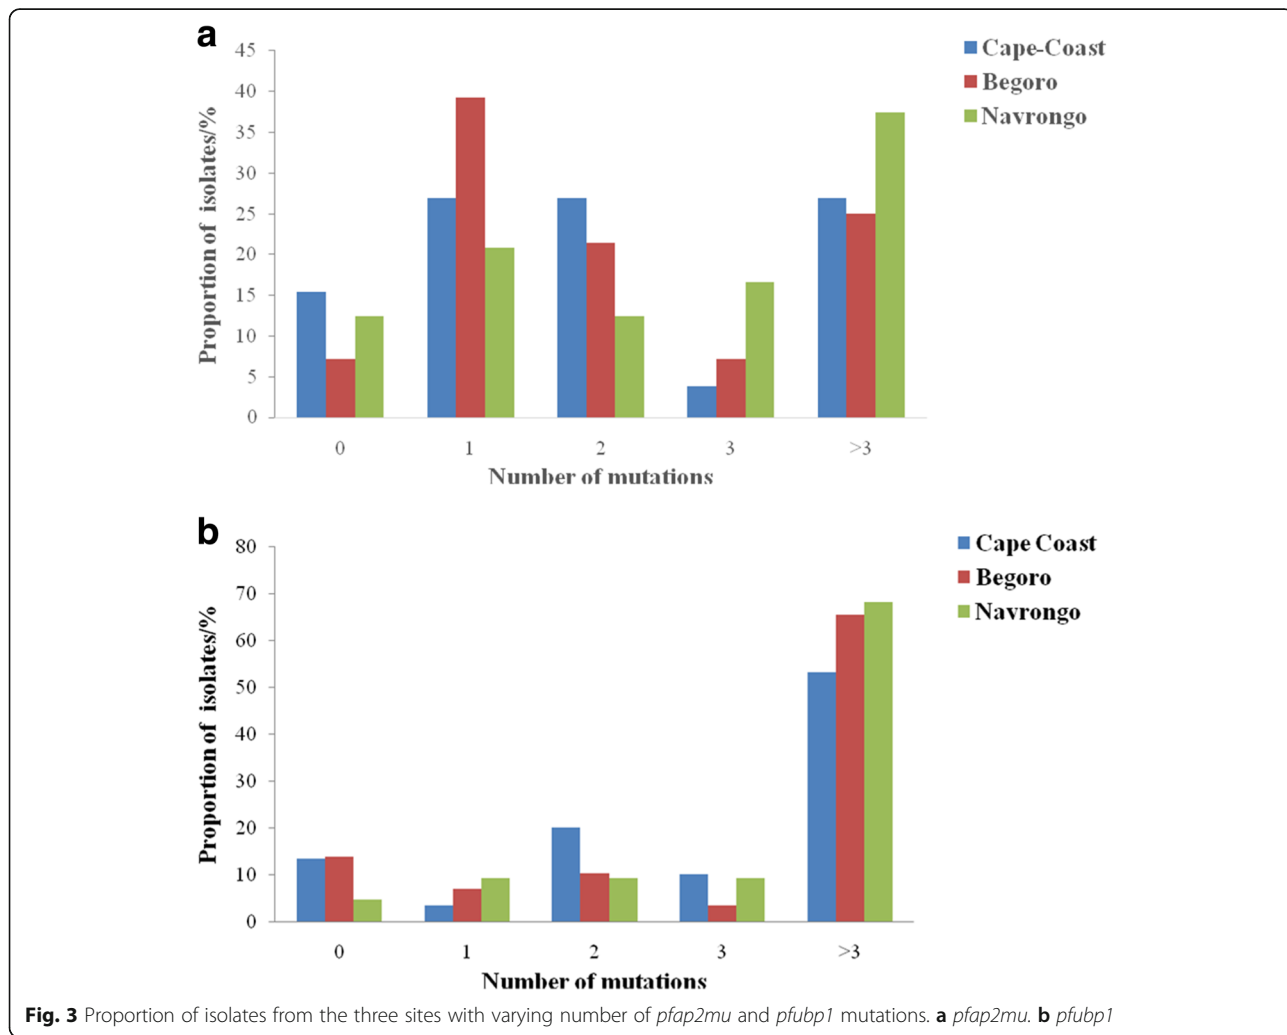 a
45
40
35
30
25
20
15
10
5
0
Proportion of isolates/%
0 1 2 3 >3
Number of mutations
Cape-Coast
Begoro
Navrongo
b
80
70
60
50
40
30
20
10
0
Proportion of isolates/%
0 1 2 3 >3
Number of mutations
Cape Coast
Begoro
Navrongo
Fig. 3 Proportion of isolates from the three sites with varying number of pfap2mu and pfubp1 mutations. a pfap2mu. b pfubp1